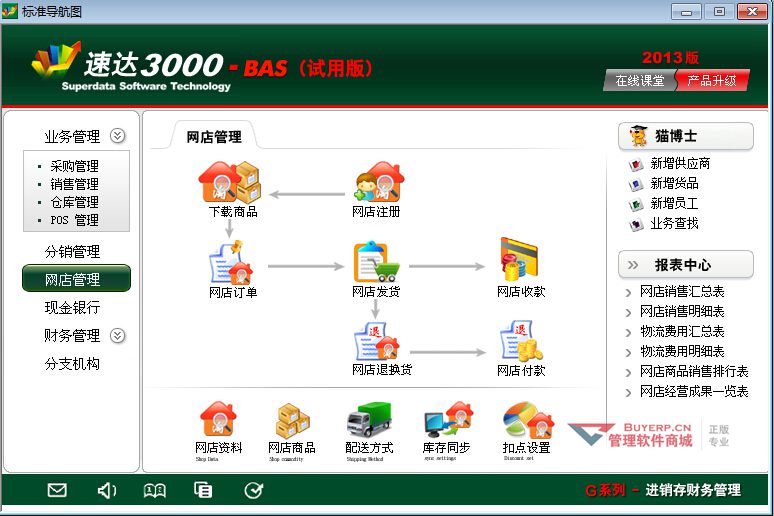 标准导航图
速达3000-BAS（试用版）
Superdata Software Technology
2013版
在线课堂
产品升级
业务管理
采购管理
销售管理
仓库管理
POS 管理
分销管理
网店管理
现金银行
财务管理
分支机构
网店管理
下载商品
网店注册
网店订单
网店发货
网店收款
退
网店退换货
退
网店付款
网店资料
Shop Data
网店商品
Shop commodity
配送方式
Shipping Method
库存同步
sync settings
扣点设置
Discount set
猫博士
新增供应商
新增货品
新增员工
业务查找
报表中心
网店销售汇总表
网店销售明细表
物流费用汇总表
物流费用明细表
网店商品销售排行表
网店经营成果一览表
BUYERP.CN
管理软件商城
正版
专业
G系列 - 进销存财务管理